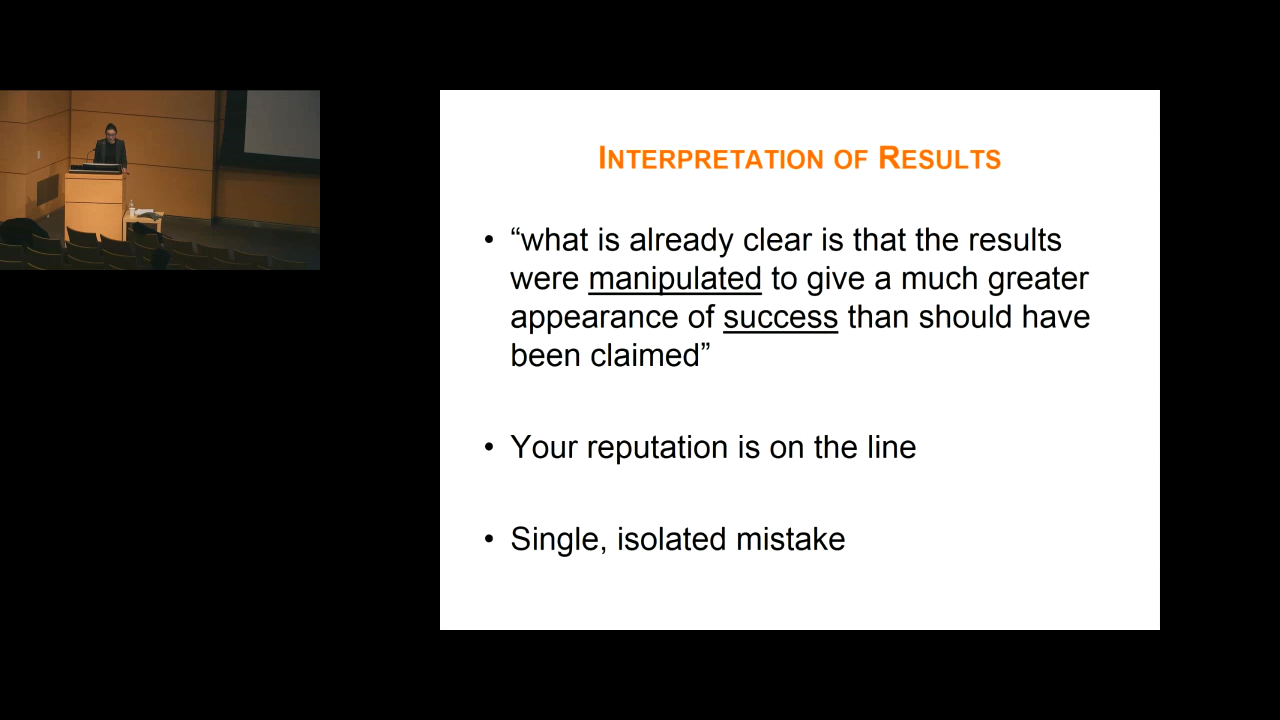 INTERPRETATION OF RESULTS
• “what is already clear is that the results
were manipulated to give a much greater
appearance of success than should have
been claimed”
• Your reputation is on the line
• Single, isolated mistake